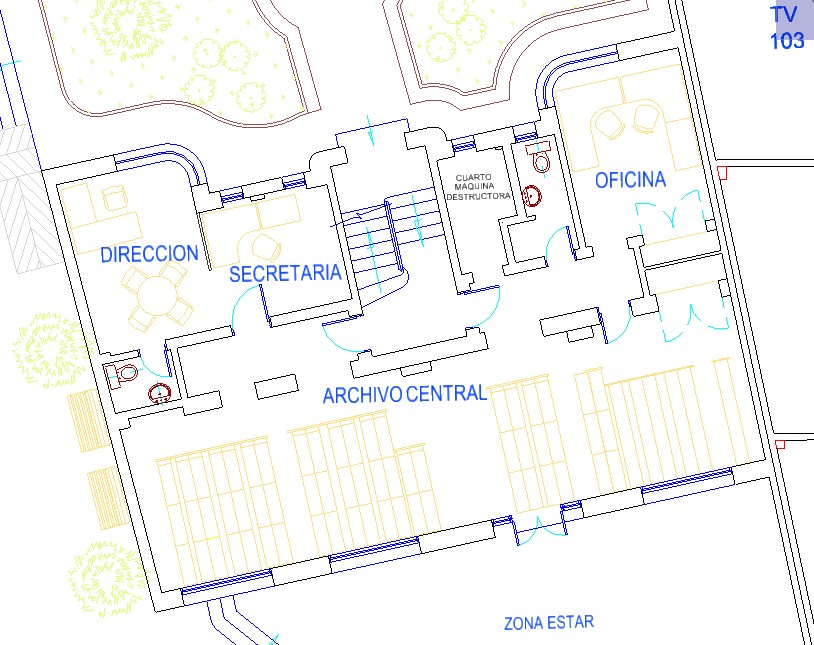 TV
103
CUARTO
MAQUINA
DESTRUCTORA
OFICINA
DIRECCION
SECRETARIA
ARCHIVO CENTRAL
ZONA ESTAR